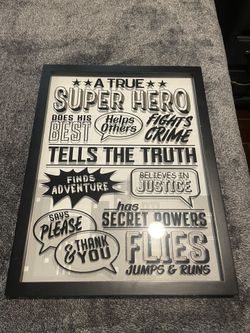 A TRUE
SUPER HERO
DOES HIS
BEST
Helps
Others
FIGHTS
CRIME
TELLS THE TRUTH
FINDS
ADVENTURE
BELIEVES IN
JUSTICE
has
SECRET POWERS
SAYS
PLEASE
& THANK
YOU
FLIES
JUMPS & RUNS